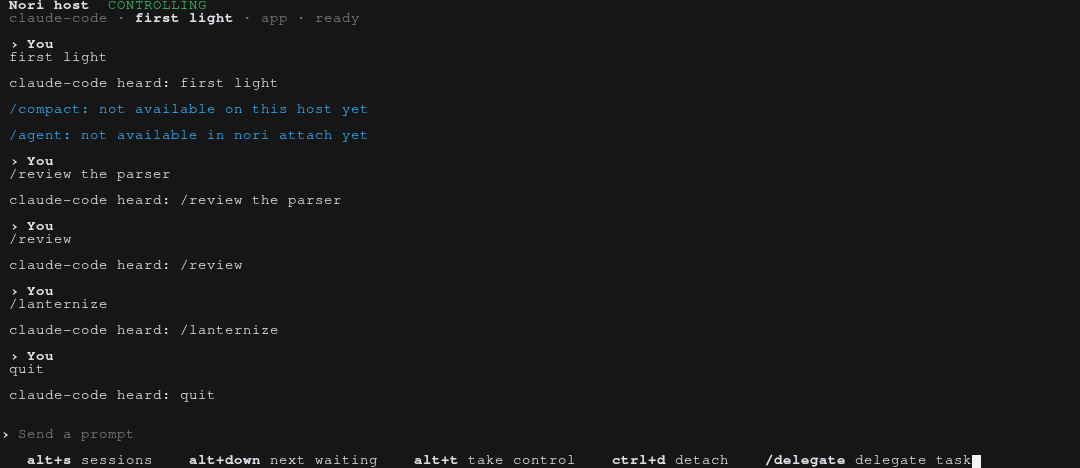 Nori host  CONTROLLING
claude-code · first light · app · ready
› You
first light
claude-code heard: first light
/compact: not available on this host yet
/agent: not available in nori attach yet
› You
/review the parser
claude-code heard: /review the parser
› You
/review
claude-code heard: /review
› You
/lanternize
claude-code heard: /lanternize
› You
quit
claude-code heard: quit
› Send a prompt
alt+s sessions    alt+down next waiting    alt+t take control    ctrl+d detach    /delegate delegate task